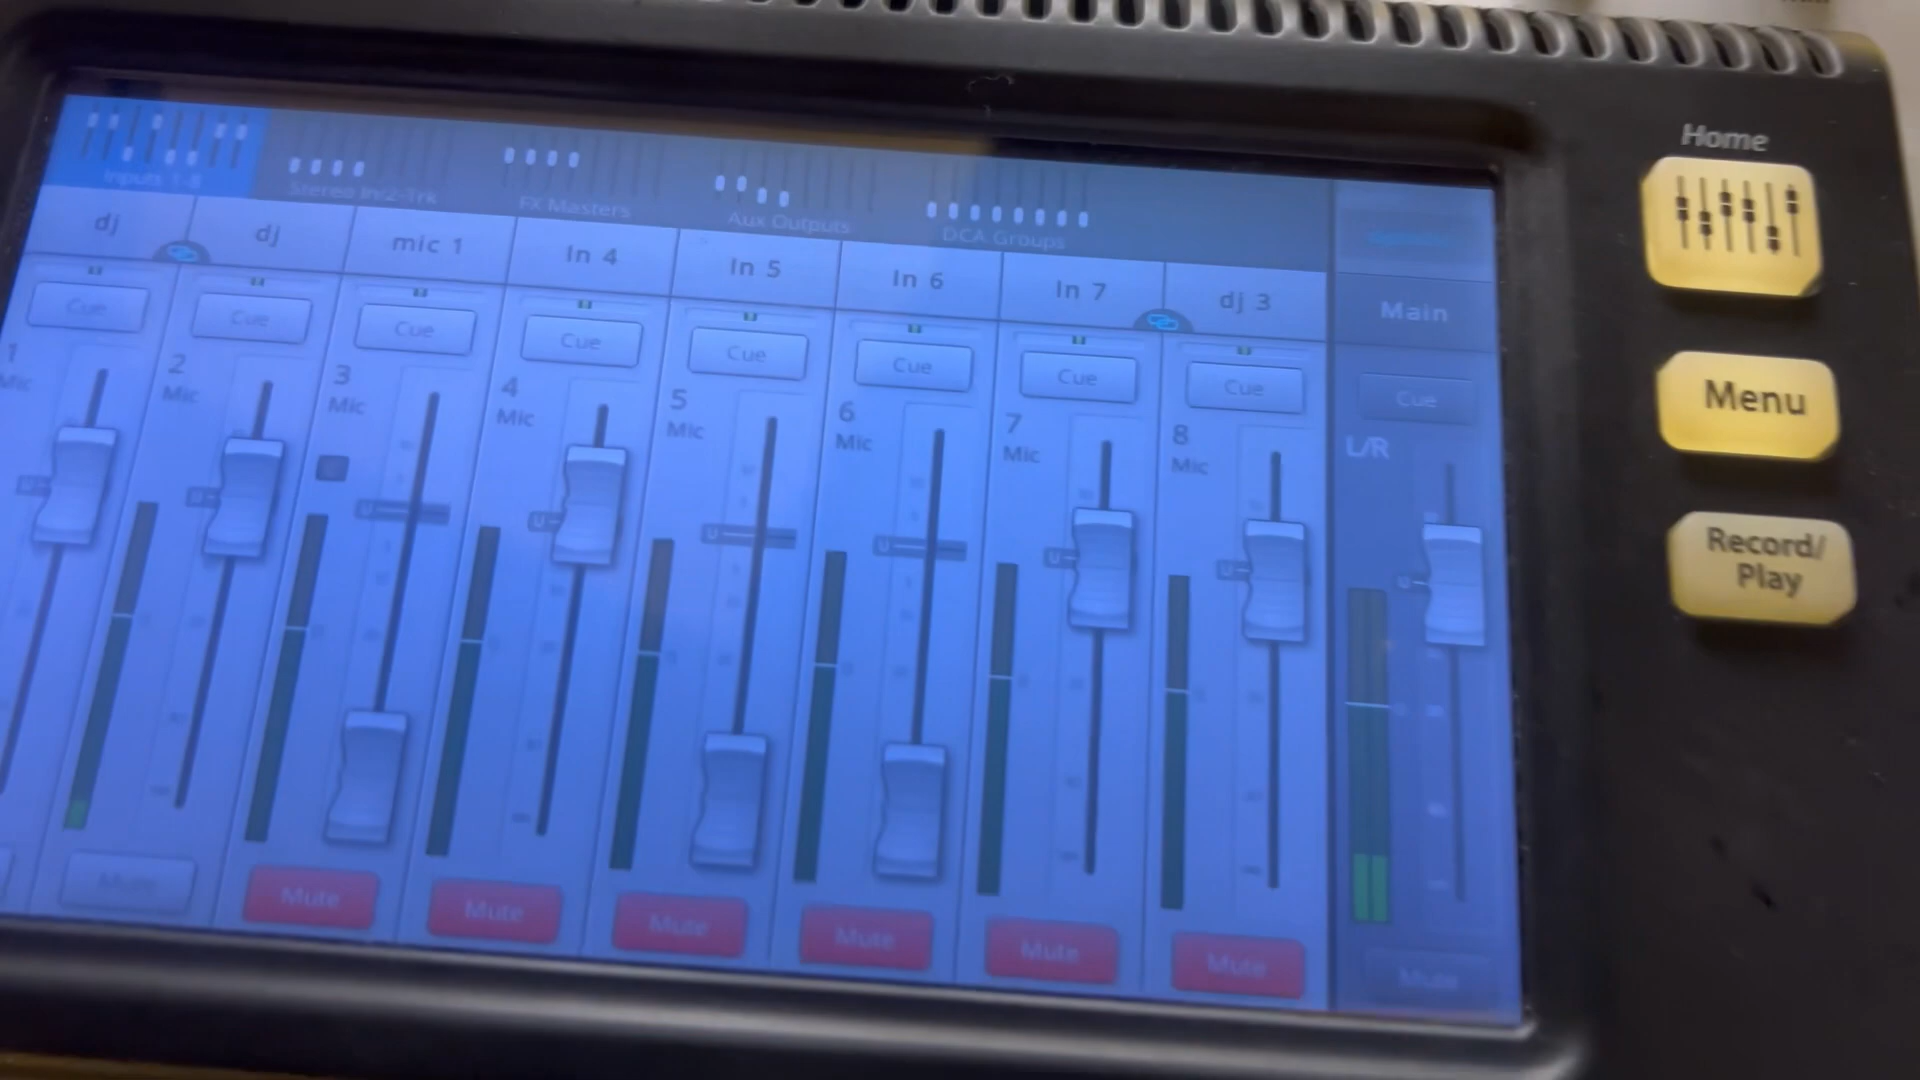 Home
Inputs 1-8
Stereo In/2-Trk
FX Masters
Aux Outputs
DCA Groups
dj
dj
mic 1
In 4
In 5
In 6
In 7
dj 3
Main
Cue
Cue
Cue
Cue
Cue
Cue
Cue
Cue
Cue
1
2
3
4
5
6
7
8
Mic
Mic
Mic
Mic
Mic
Mic
Mic
Mic
L/R
Menu
Record/
Play
U
U
U
U
U
U
U
U
Mute
Mute
Mute
Mute
Mute
Mute
Mute
Mute